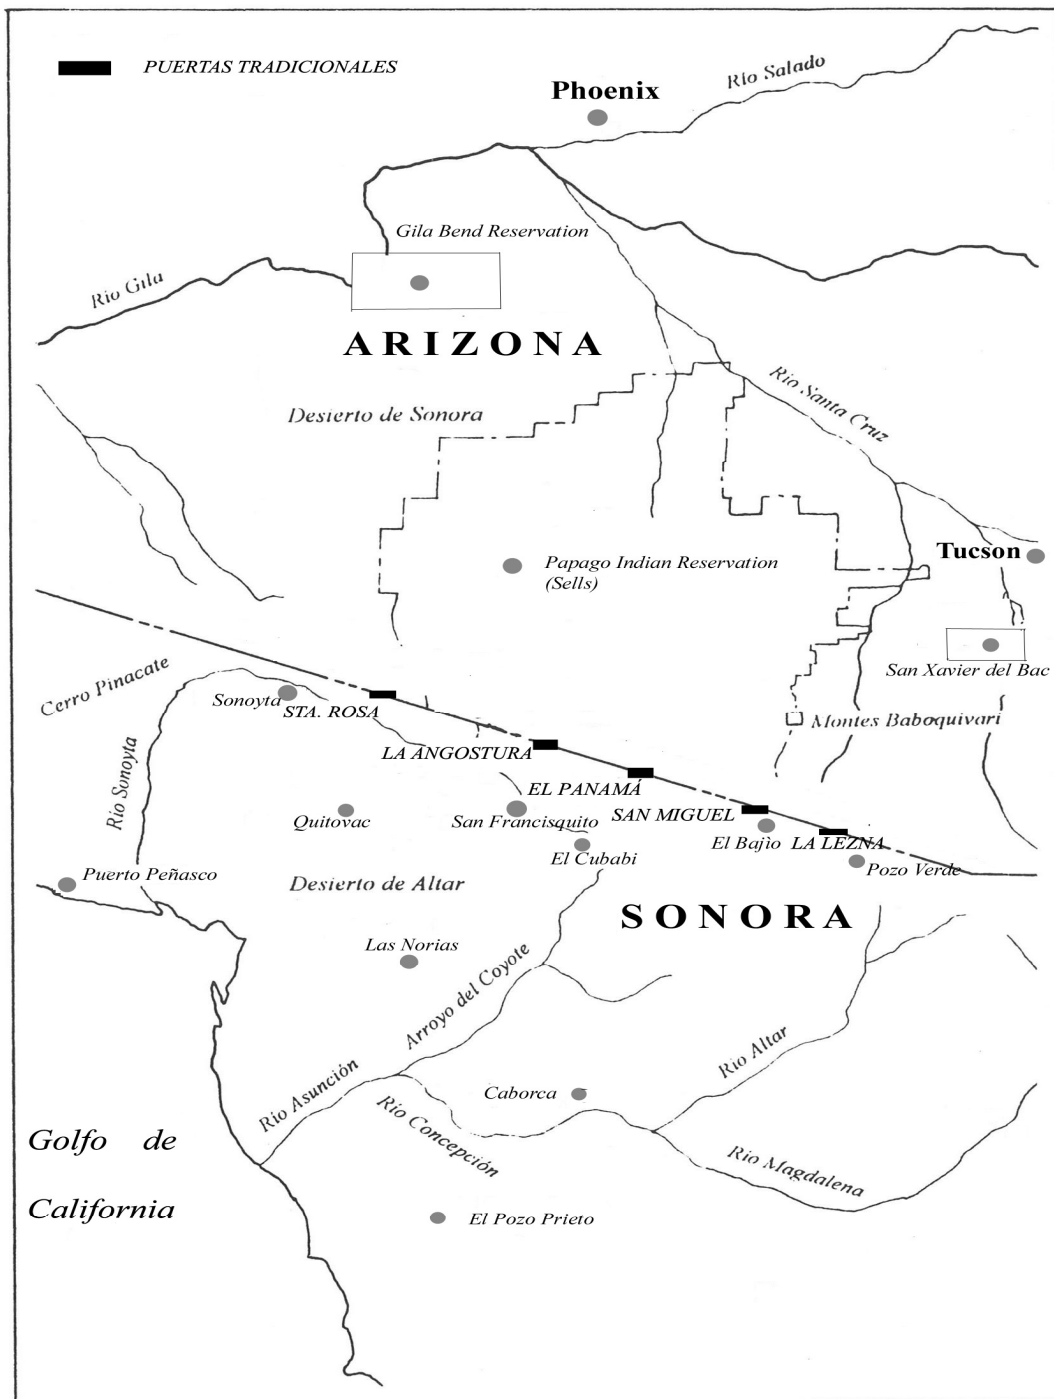 PUERTAS TRADICIONALES
Phoenix
Río Salado
Gila Bend Reservation
Rio Gila
ARIZONA
Desierto de Sonora
Rio Santa Cruz
Tucson
Papago Indian Reservation
(Sells)
San Xavier del Bac
Cerro Pinacate
Sonoyta
STA. ROSA
Montes Baboquivari
LA ANGOSTURA
Rio Sonoyta
EL PANAMÁ
Quitovac
San Francisquito
SAN MIGUEL
El Bajìo
LA LEZNA
El Cubabi
Pozo Verde
Puerto Peñasco
Desierto de Altar
SONORA
Las Norias
Arroyo del Coyote
Rio Altar
Rio Asunción
Caborca
Río Concepción
Golfo de
California
Rio Magdalena
El Pozo Prieto